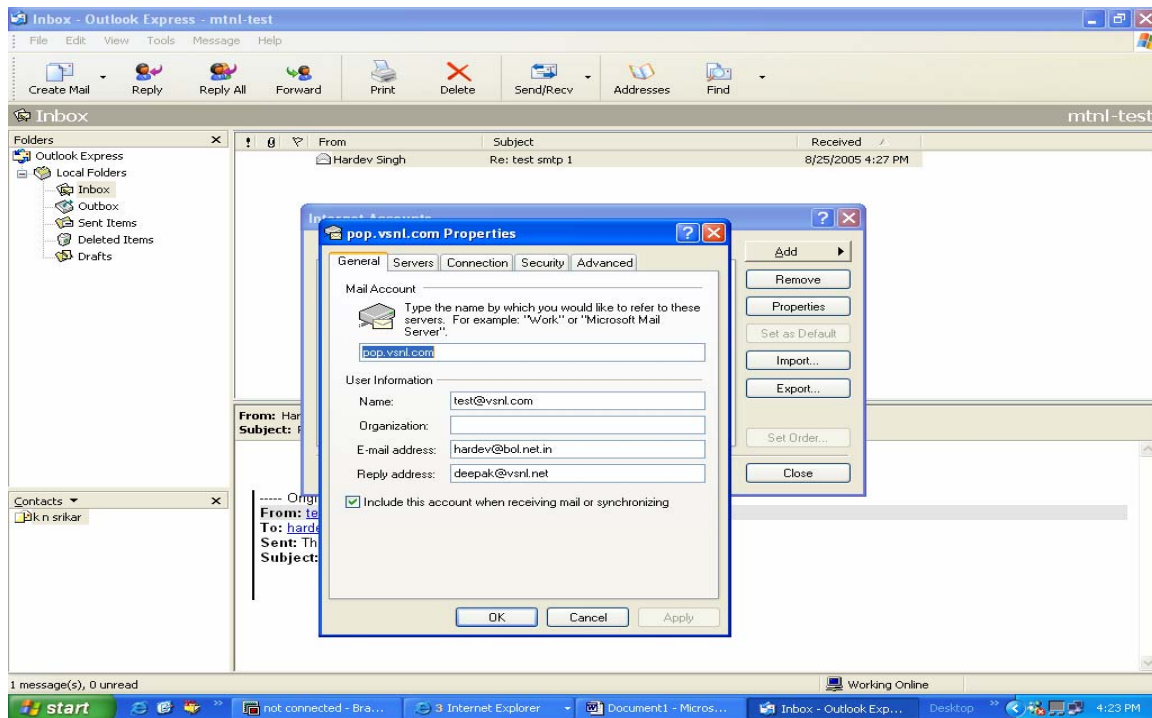 Inbox - Outlook Express - mtnl-test
File Edit View Tools Message Help
Create Mail Reply Reply All Forward Print Delete Send/Recv Addresses Find
Inbox mtnl-test
Folders
! From Subject Received
Outlook Express
Hardev Singh Re: test smtp 1 8/25/2005 4:27 PM
Local Folders
Inbox
Outbox
Sent Items
Deleted Items
Drafts
Internet Accounts
pop.vsnl.com Properties
General Servers Connection Security Advanced
Mail Account
Type the name by which you would like to refer to these
servers. For example: "Work" or "Microsoft Mail
Server".
pop.vsnl.com
User Information
Name: test@vsnl.com
Organization:
E-mail address: hardev@bol.net.in
Reply address: deepak@vsnl.net
Include this account when receiving mail or synchronizing
OK Cancel Apply
Add
Remove
Properties
Set as Default
Import...
Export...
Set Order...
Close
From: Har
Subject: R
Contacts
k n srikar
----- Origi
From: te
To: harde
Sent: Th
Subject:
1 message(s), 0 unread Working Online
start » not connected - Bra... 3 Internet Explorer Document1 - Micros... Inbox - Outlook Exp... Desktop » 4:23 PM